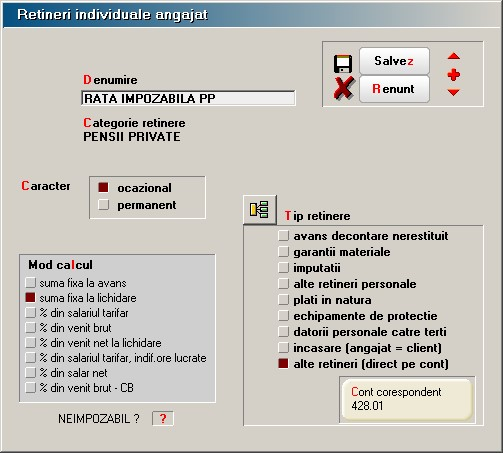 Retineri individuale angajat
Denumire
RATA IMPOZABILA PP
Categorie retinere
PENSII PRIVATE
Salvez
Renunt
Caracter
ocazional
permanent
Mod calcul
suma fixa la avans
suma fixa la lichidare
% din salariul tarifar
% din venit brut
% din venit net la lichidare
% din salariul tarifar, indif.ore lucrate
% din salar net
% din venit brut - CB
NEIMPOZABIL ? ?
Tip retinere
avans decontare nerestituit
garantii materiale
imputatii
alte retineri personale
plati in natura
echipamente de protectie
datorii personale catre terti
incasare (angajat = client)
alte retineri (direct pe cont)
Cont corespondent
428.01